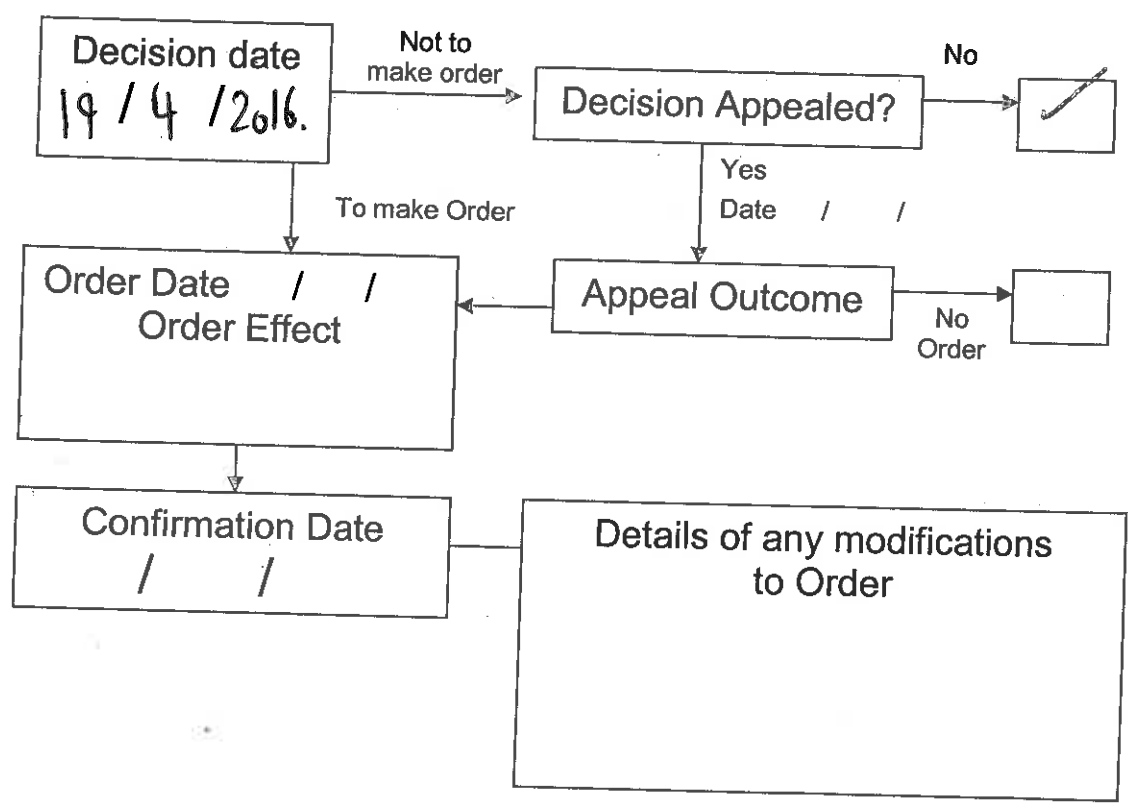 Decision date
19 / 4 / 2016.
Not to
make order
Decision Appealed?
No
To make Order
Yes
Date / /
Order Date / /
Order Effect
Appeal Outcome
No
Order
Confirmation Date
/ /
Details of any modifications
to Order